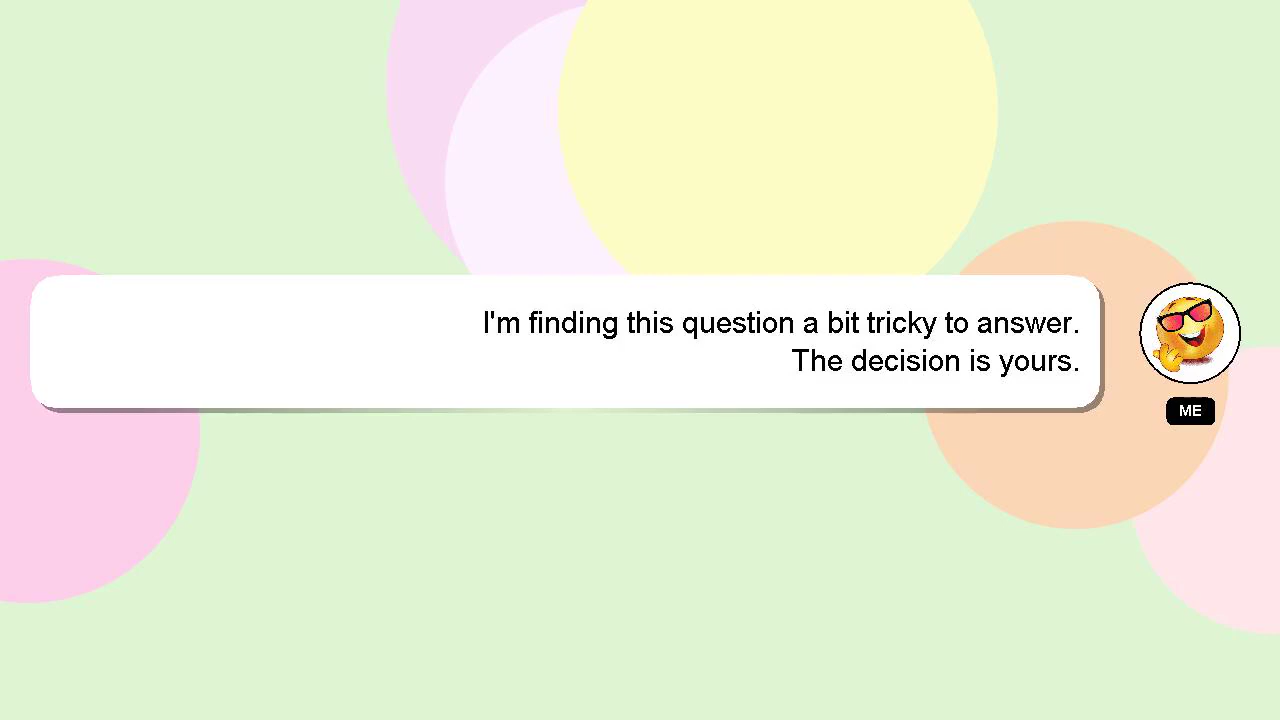 I'm finding this question a bit tricky to answer.
The decision is yours.
ME